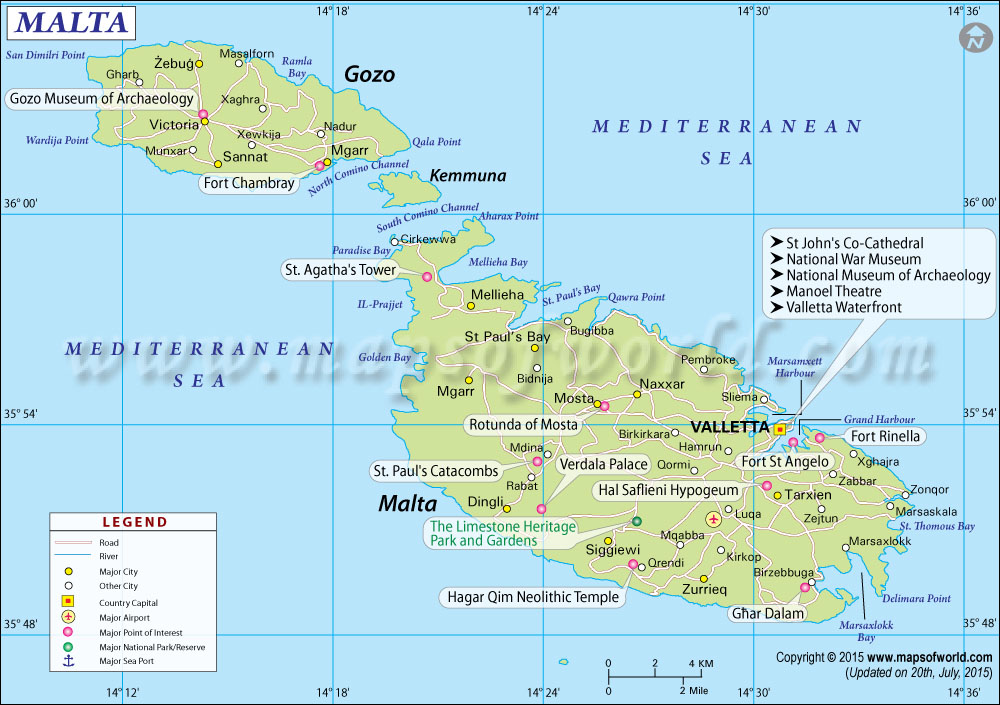 14° 18'
14° 24'
14° 30'
14° 36'
MALTA
N
San Dimilri Point
Żebuġ
Masalforn
Ramla
Bay
Gharb
Gozo
Gozo Museum of Archaeology
Xaghra
Victoria
Xewkija
Nadur
Wardija Point
Munxar
Sannat
Mgarr
Qala Point
Fort Chambray
North Comino Channel
Kemmuna
MEDITERRANEAN
SEA
36° 00'
36° 00'
South Comino Channel
Aharax Point
Cirkewwa
Paradise Bay
St. Agatha's Tower
Mellieha Bay
IL-Prajjet
Mellieha
St. Paul's Bay
Qawra Point
St John's Co-Cathedral
National War Museum
National Museum of Archaeology
Manoel Theatre
Valletta Waterfront
www.mapsofworld.com
MEDITERRANEAN
SEA
St Paul's Bay
Bugibba
Golden Bay
Bidnija
Pembroke
Marsamxett
Harbour
Mgarr
Naxxar
Mosta
Sliema
35° 54'
35° 54'
Rotunda of Mosta
Birkirkara
VALLETTA
Grand Harbour
Fort Rinella
Mdina
Hamrun
Fort St Angelo
St. Paul's Catacombs
Verdala Palace
Qormi
Xghajra
Rabat
Hal Saflieni Hypogeum
Zabbar
Malta
Dingli
Tarxien
Zonqor
Marsaskala
The Limestone Heritage
Park and Gardens
Luqa
Zejtun
St. Thomous Bay
Siggiewi
Mqabba
Marsaxlokk
Qrendi
Kirkop
Birzebbuga
Hagar Qim Neolithic Temple
Zurrieq
Għar Dalam
Delimara Point
Marsaxlokk
Bay
35° 48'
35° 48'
LEGEND
Road
River
Major City
Other City
Country Capital
Major Airport
Major Point of Interest
Major National Park/Reserve
Major Sea Port
0 2 4 KM
0 2 Mile
Copyright © 2015 www.mapsofworld.com
(Updated on 20th, July, 2015)
14° 12'
14° 18'
14° 24'
14° 30'
14° 36'